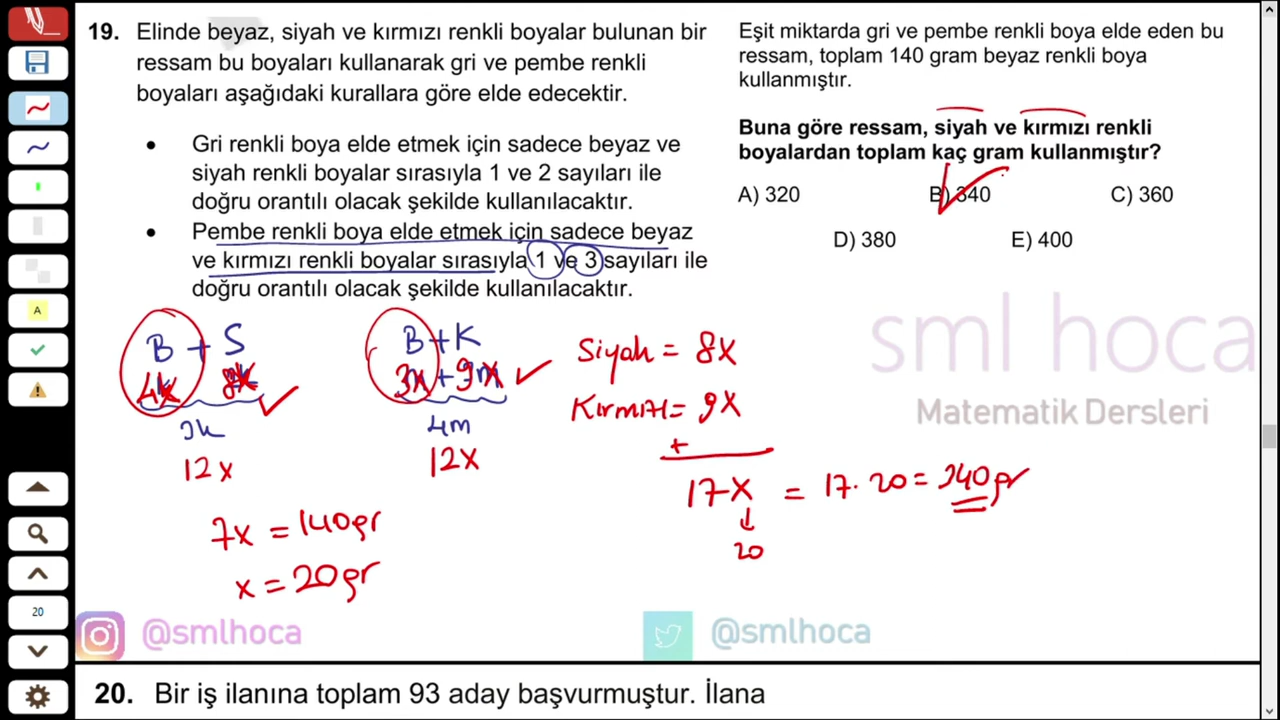 19. Elinde beyaz, siyah ve kırmızı renkli boyalar bulunan bir
ressam bu boyaları kullanarak gri ve pembe renkli
boyaları aşağıdaki kurallara göre elde edecektir.
• Gri renkli boya elde etmek için sadece beyaz ve
siyah renkli boyalar sırasıyla 1 ve 2 sayıları ile
doğru orantılı olacak şekilde kullanılacaktır.
• Pembe renkli boya elde etmek için sadece beyaz
ve kırmızı renkli boyalar sırasıyla 1 ve 3 sayıları ile
doğru orantılı olacak şekilde kullanılacaktır.
Eşit miktarda gri ve pembe renkli boya elde eden bu
ressam, toplam 140 gram beyaz renkli boya
kullanmıştır.
Buna göre ressam, siyah ve kırmızı renkli
boyalardan toplam kaç gram kullanmıştır?
A) 320 B) 340 C) 360
D) 380 E) 400
B + S
4x 8x
3k
12x
B+K
3x + 9x
4m
12x
7x = 140gr
x = 20gr
Siyah = 8x
Kırmızı = 9x
+
17x = 17.20 = 340gr
20
sml hoca
Matematik Dersleri
@smlhoca
@smlhoca
20. Bir iş ilanına toplam 93 aday başvurmuştur. İlana
A
20